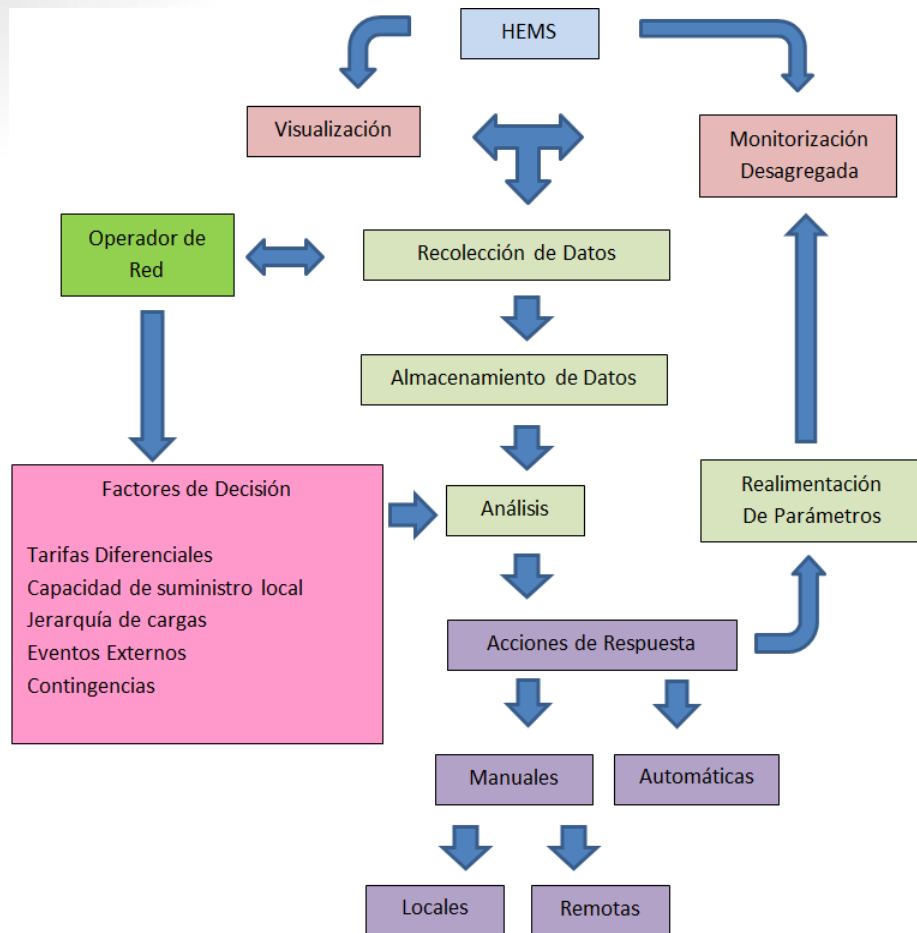 HEMS
Visualización
Monitorización
Desagregada
Operador de
Red
Recolección de Datos
Almacenamiento de Datos
Factores de Decisión
Tarifas Diferenciales
Capacidad de suministro local
Jerarquía de cargas
Eventos Externos
Contingencias
Análisis
Realimentación
De Parámetros
Acciones de Respuesta
Manuales
Automáticas
Locales
Remotas